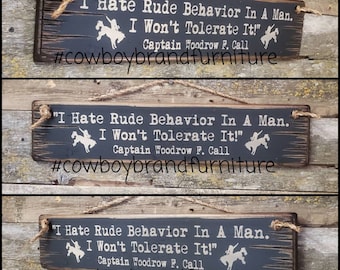 "I Hate Rude Behavior In A Man.
I Won't Tolerate It!"
Captain Woodrow F. Call
#cowboybrandfurniture
"I Hate Rude Behavior In A Man.
I Won't Tolerate It!"
Captain Woodrow F. Call
#cowboybrandfurniture
"I Hate Rude Behavior In A Man.
I Won't Tolerate It!"
Captain Woodrow F. Call